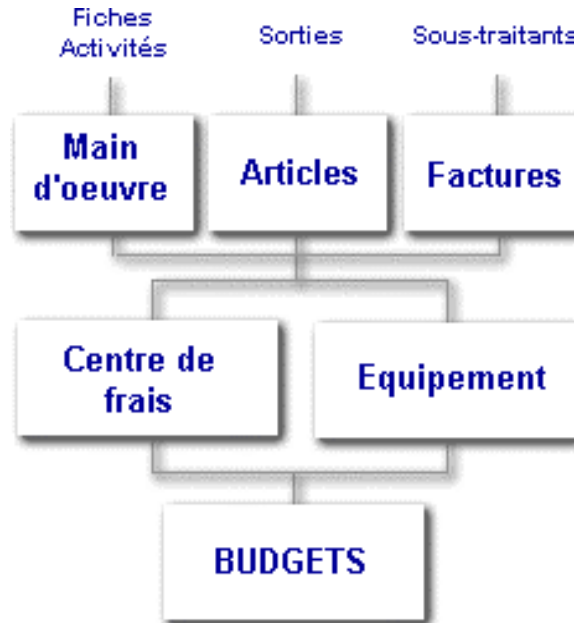 Fiches
Activités
Sorties
Sous-traitants
Main
d'oeuvre
Articles
Factures
Centre de
frais
Equipement
BUDGETS